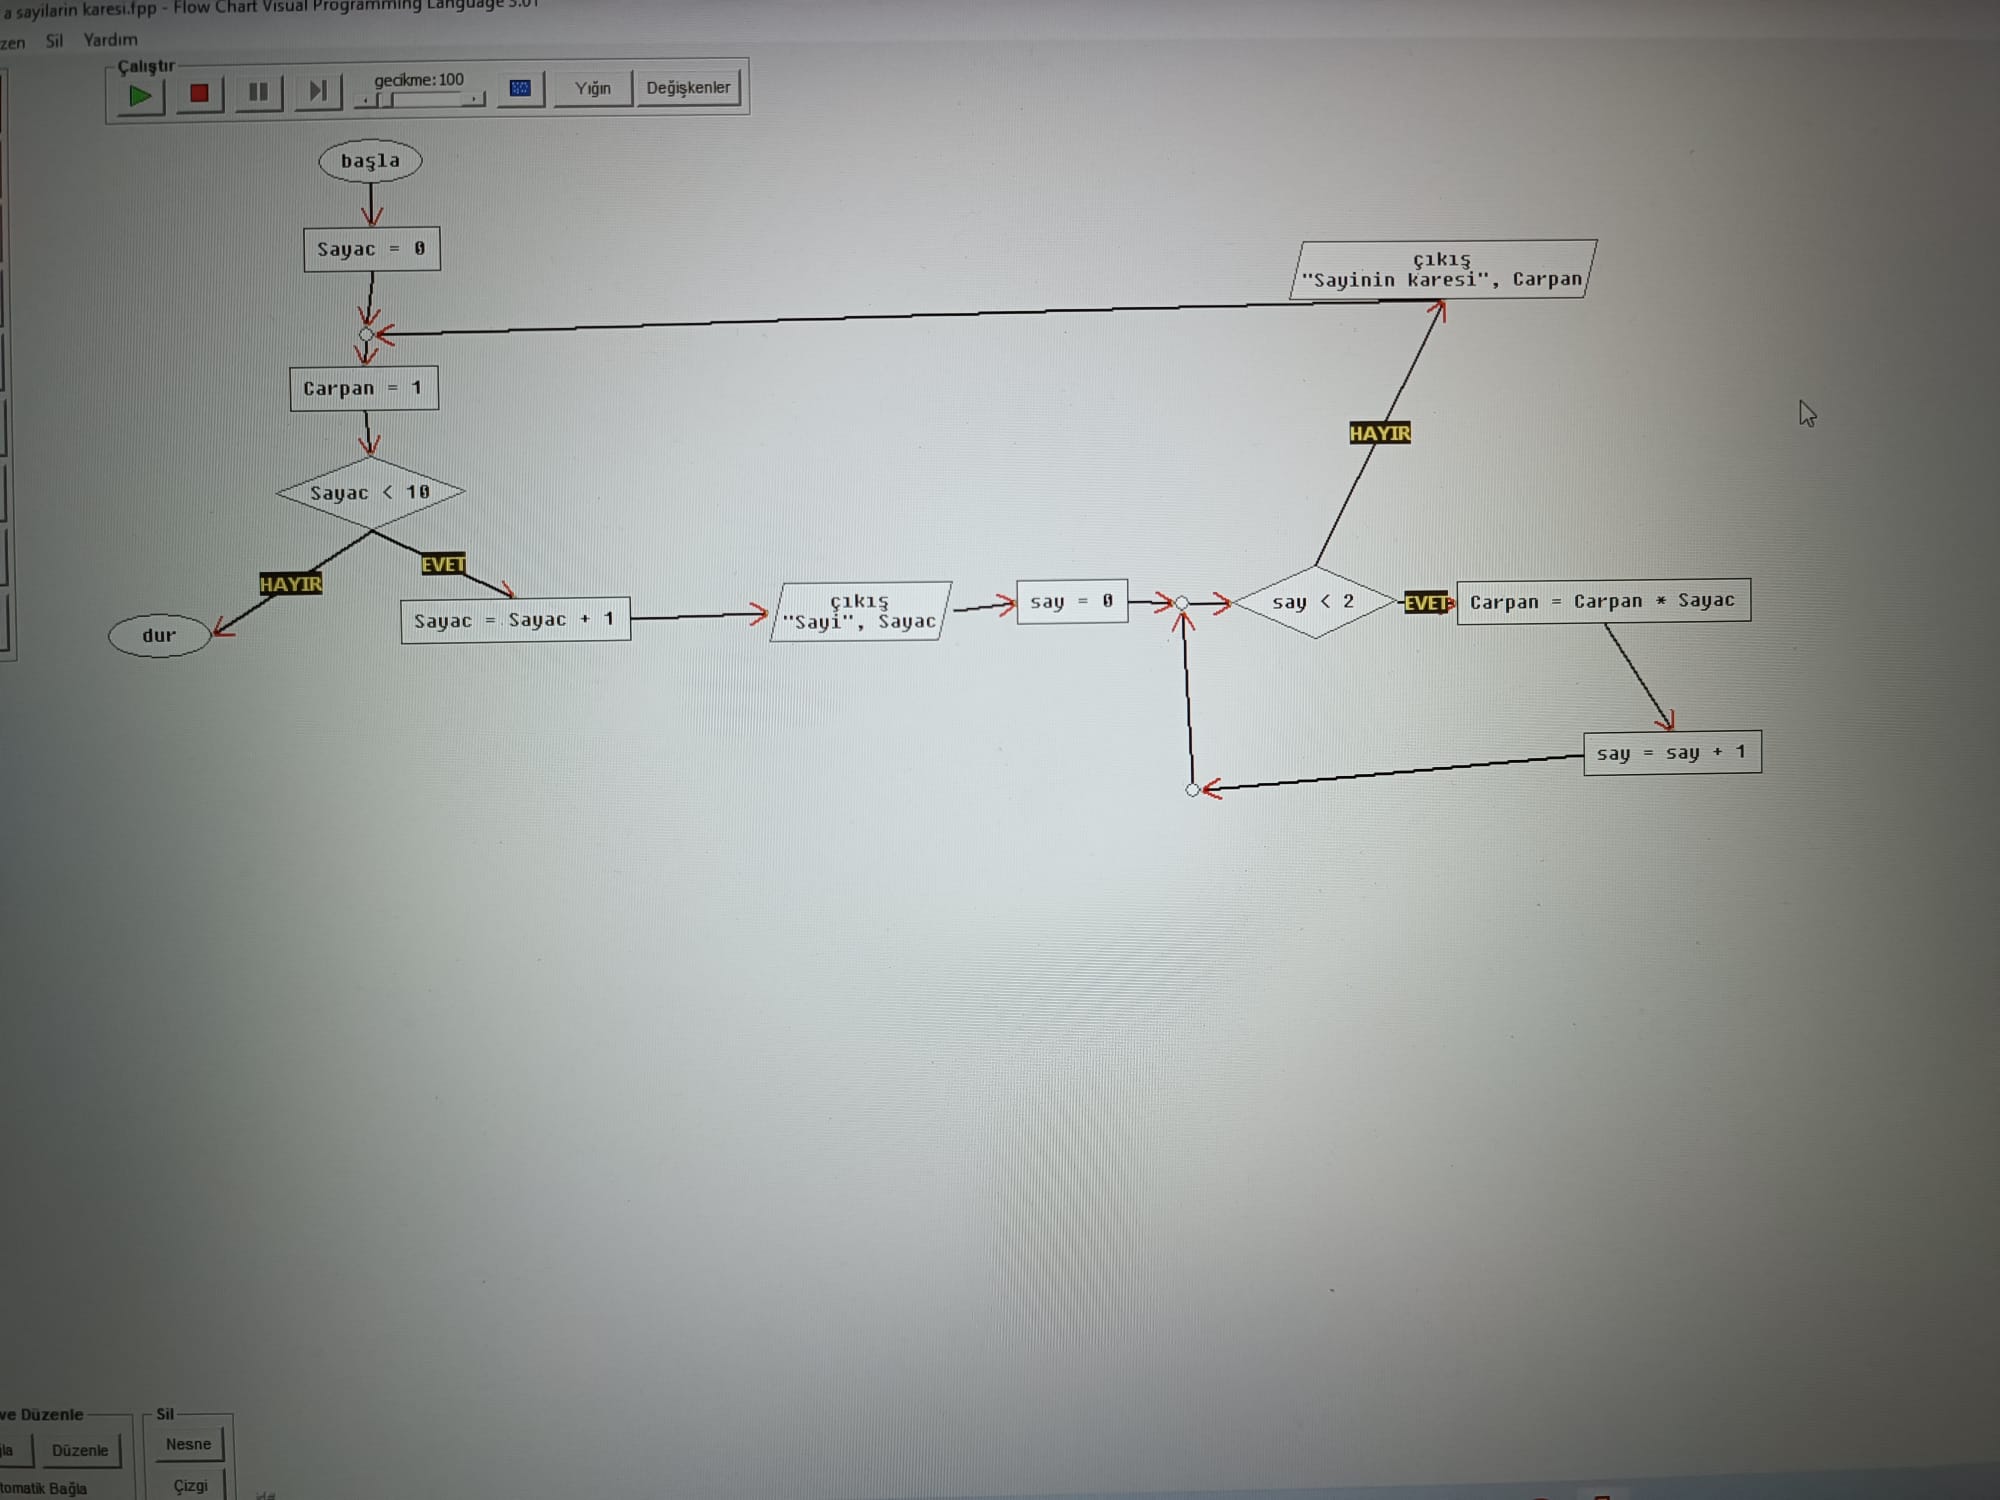 a sayilarin karesi.fpp - Flow Chart Visual Programming Language 3.01
zen Sil Yardım
Çalıştır
gecikme:100
Yığın
Değişkenler
başla
Sayac = 0
çıkış
"Sayinin karesi", Carpan
Carpan = 1
HAYIR
Sayac < 10
EVET
HAYIR
dur
Sayac = Sayac + 1
çıkış
"Sayi", Sayac
say = 0
say < 2
EVET
Carpan = Carpan * Sayac
say = say + 1
ve Düzenle
Sil
Düzenle
Nesne
tomatik Bağla
Çizgi